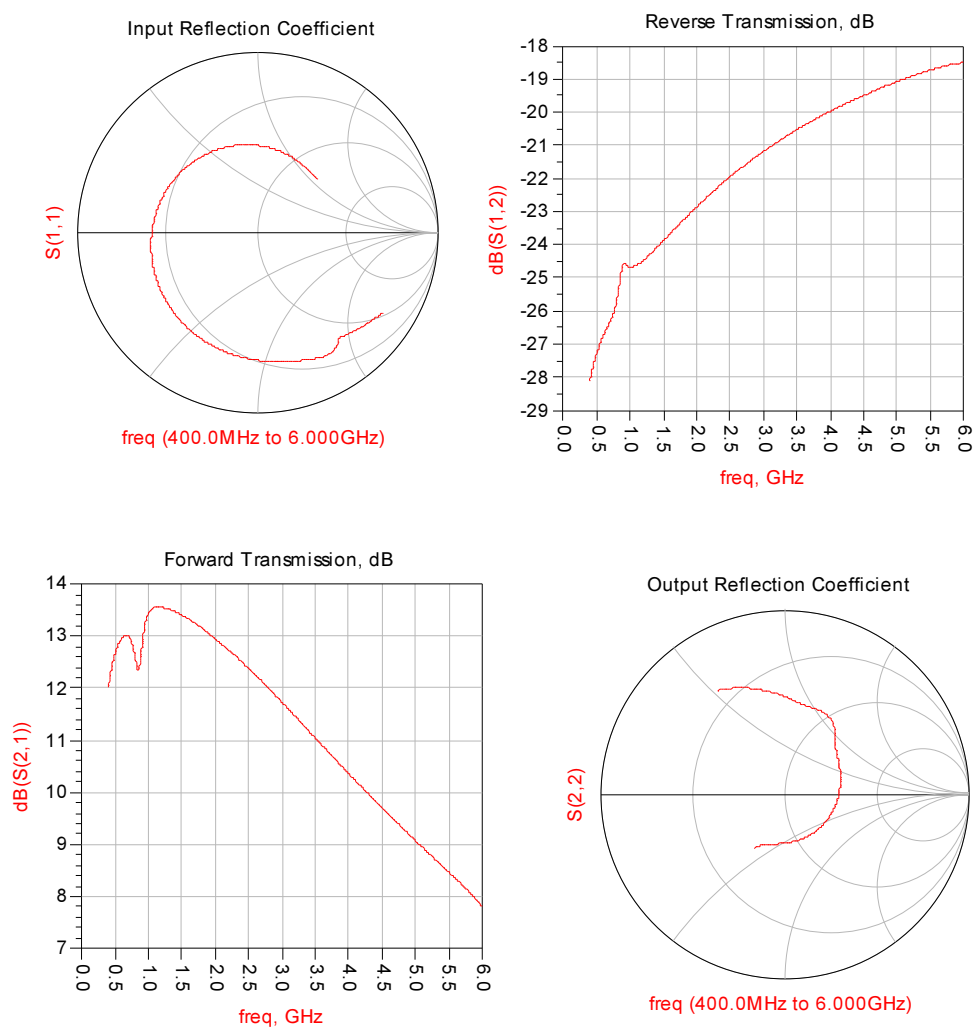 Input Reflection Coefficient
S(1,1)
freq (400.0MHz to 6.000GHz)
Reverse Transmission, dB
-18
-19
-20
-21
-22
-23
-24
-25
-26
-27
-28
-29
dB(S(1,2))
0.0 0.5 1.0 1.5 2.0 2.5 3.0 3.5 4.0 4.5 5.0 5.5 6.0
freq, GHz
Forward Transmission, dB
14
13
12
11
10
9
8
7
dB(S(2,1))
0.0 0.5 1.0 1.5 2.0 2.5 3.0 3.5 4.0 4.5 5.0 5.5 6.0
freq, GHz
Output Reflection Coefficient
S(2,2)
freq (400.0MHz to 6.000GHz)